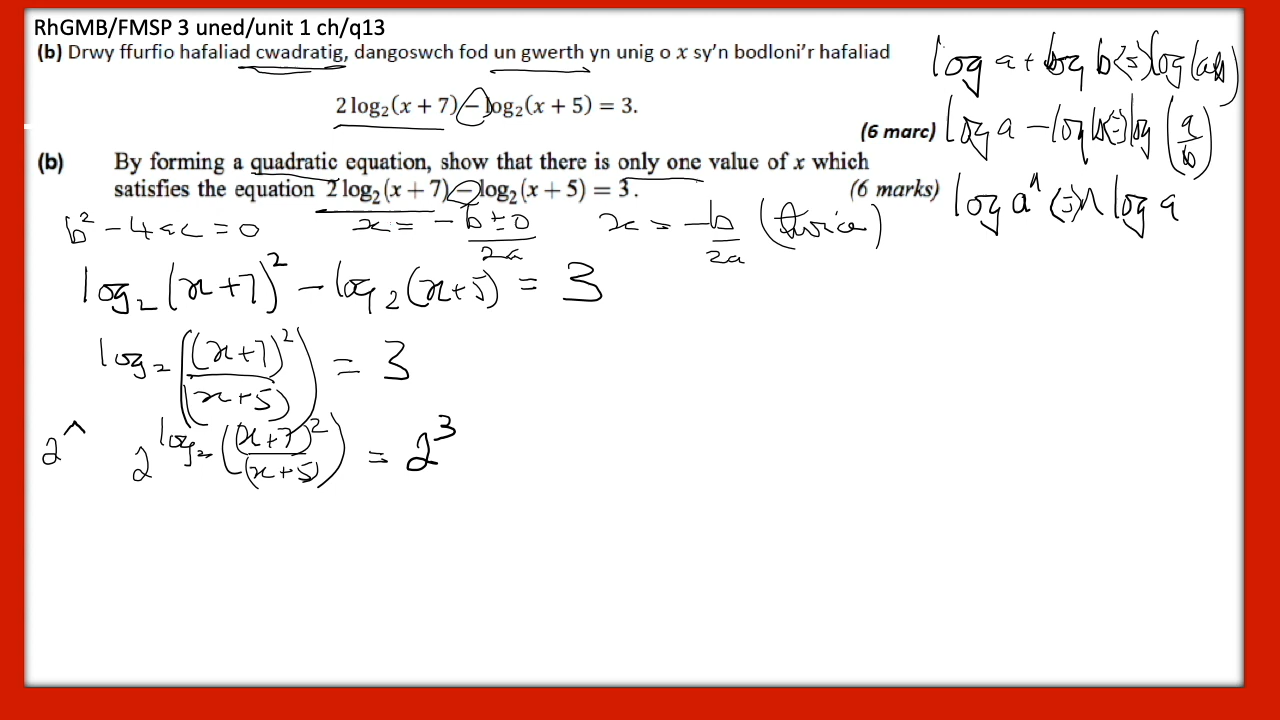 RhGMB/FMSP 3 uned/unit 1 ch/q13
(b) Drwy ffurfio hafaliad cwadratig, dangoswch fod un gwerth yn unig o x sy'n bodloni'r hafaliad
2 log₂(x + 7) − log₂(x + 5) = 3.
(6 marc)
(b) By forming a quadratic equation, show that there is only one value of x which
satisfies the equation 2 log₂(x + 7) − log₂(x + 5) = 3. (6 marks)
log a + log b (=) log (ab)
log a − log b (=) log (a/b)
log aⁿ (=) n log a
b² − 4ac = 0 x = −b ± 0 / 2a x = −b / 2a (twice)
log₂ (x+7)² − log₂ (x+5) = 3
log₂ ((x+7)² / (x+5)) = 3
2^ 2^log₂ ((x+7)² / (x+5)) = 2³